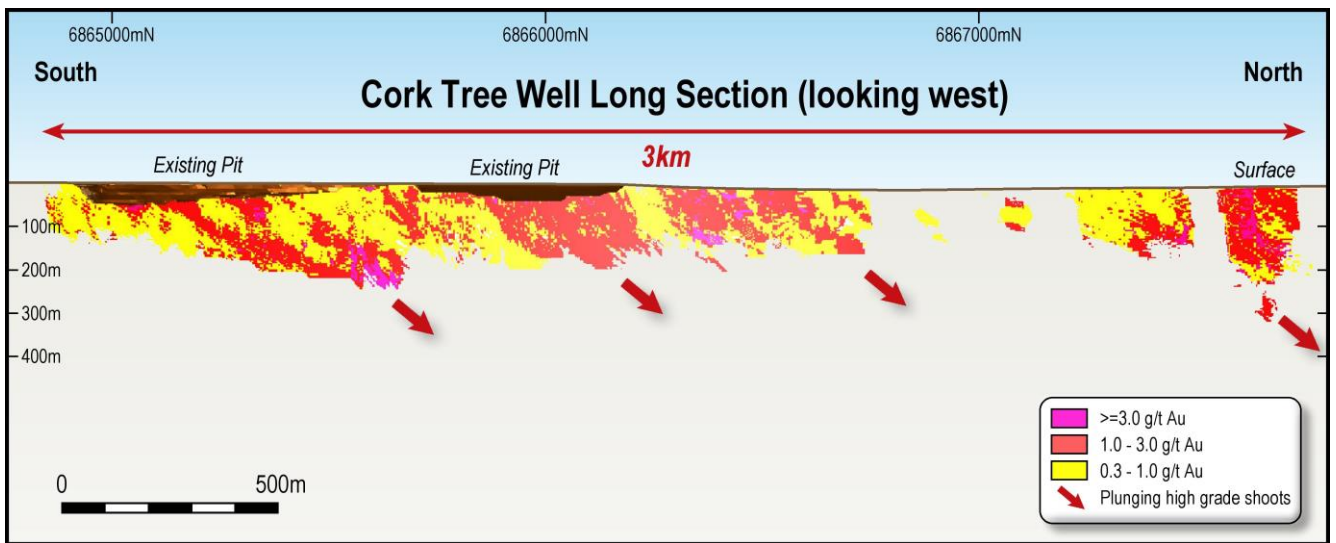 6865000mN
6866000mN
6867000mN
South
North
Cork Tree Well Long Section (looking west)
3km
Existing Pit
Existing Pit
Surface
100m
200m
300m
400m
>=3.0 g/t Au
1.0 - 3.0 g/t Au
0.3 - 1.0 g/t Au
Plunging high grade shoots
0
500m